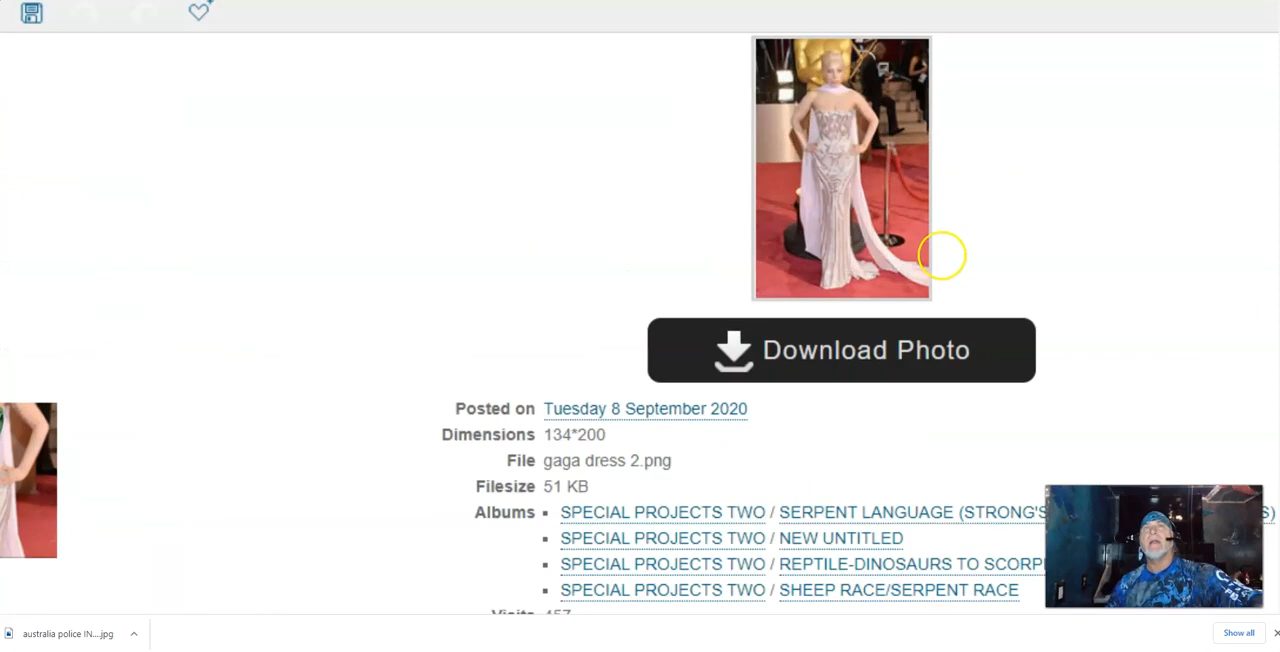 Download Photo
Posted on Tuesday 8 September 2020
Dimensions 134*200
File gaga dress 2.png
Filesize 51 KB
Albums ▪ SPECIAL PROJECTS TWO / SERPENT LANGUAGE (STRONG'S S)
▪ SPECIAL PROJECTS TWO / NEW UNTITLED
▪ SPECIAL PROJECTS TWO / REPTILE-DINOSAURS TO SCORP
▪ SPECIAL PROJECTS TWO / SHEEP RACE/SERPENT RACE
Visits 457
australia police IN....jpg
Show all